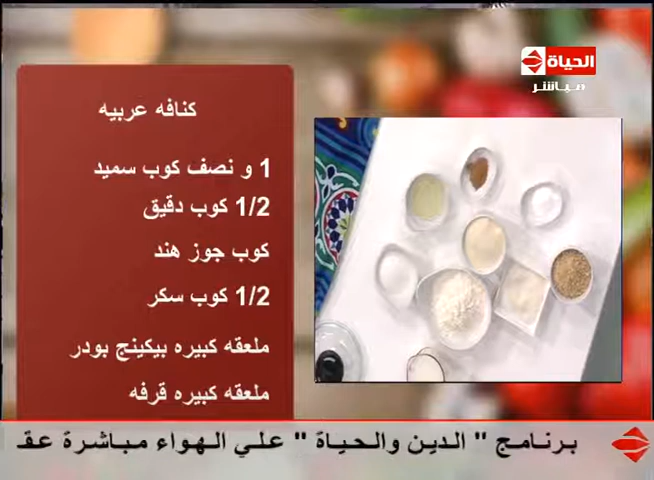 الحياة
مباشر
كنافه عربيه
1 و نصف كوب سميد
1/2 كوب دقيق
كوب جوز هند
1/2 كوب سكر
ملعقه كبيره بيكينج بودر
ملعقه كبيره قرفه
برنامج " الدين والحياة " علي الهواء مباشرة عقـ